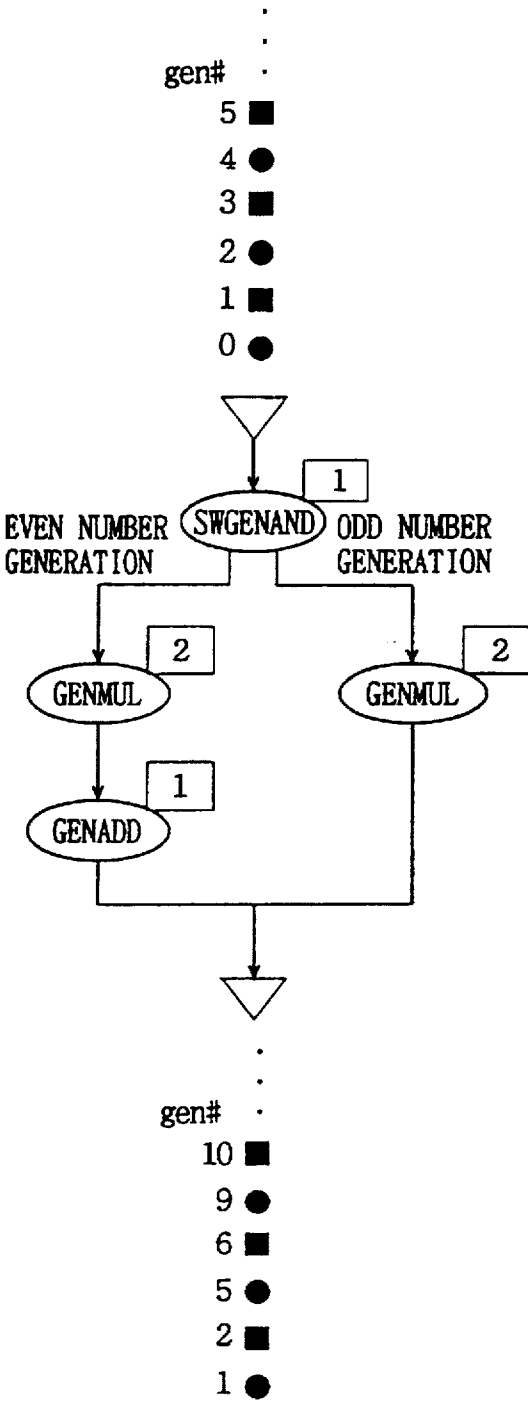 gen#
5
4
3
2
1
0
1
SWGENAND
EVEN NUMBER
GENERATION
ODD NUMBER
GENERATION
2
GENMUL
2
GENMUL
1
GENADD
gen#
10
9
6
5
2
1